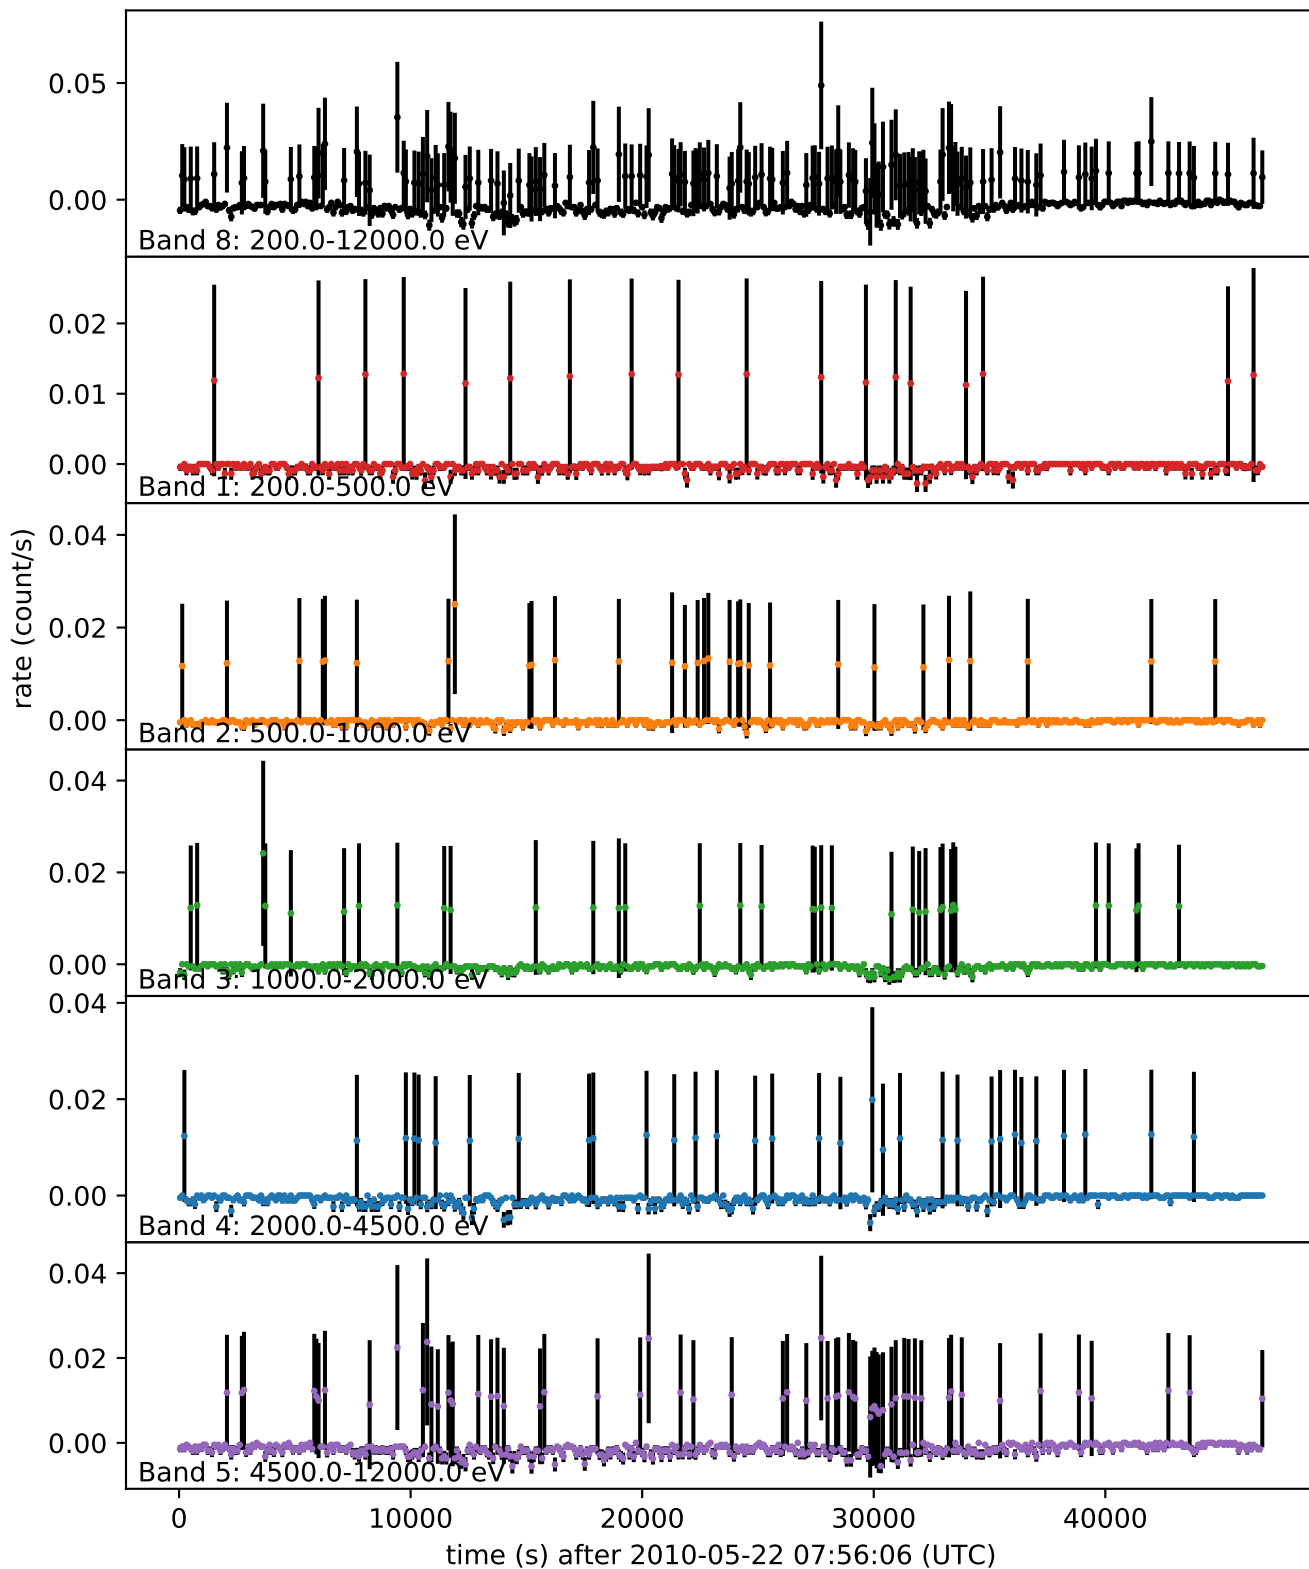 0.05
0.00
Band 8: 200.0-12000.0 eV
0.02
0.01
0.00
Band 1: 200.0-500.0 eV
0.04
0.02
0.00
Band 2: 500.0-1000.0 eV
rate (count/s)
0.04
0.02
0.00
Band 3: 1000.0-2000.0 eV
0.04
0.02
0.00
Band 4: 2000.0-4500.0 eV
0.04
0.02
0.00
Band 5: 4500.0-12000.0 eV
0 10000 20000 30000 40000
time (s) after 2010-05-22 07:56:06 (UTC)